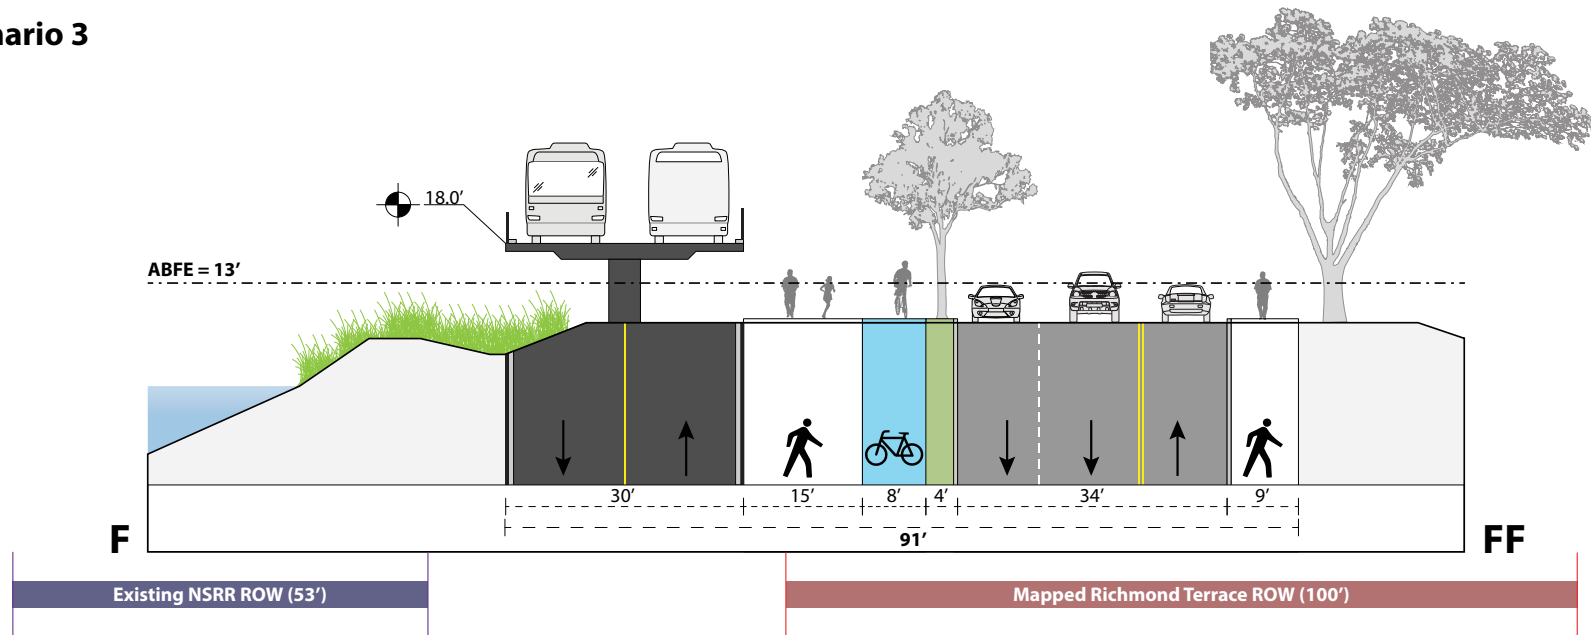 nario 3
18.0’
ABFE = 13’
30’ 15’ 8’ 4’ 34’ 9’
91’
F FF
Existing NSRR ROW (53’) Mapped Richmond Terrace ROW (100’)